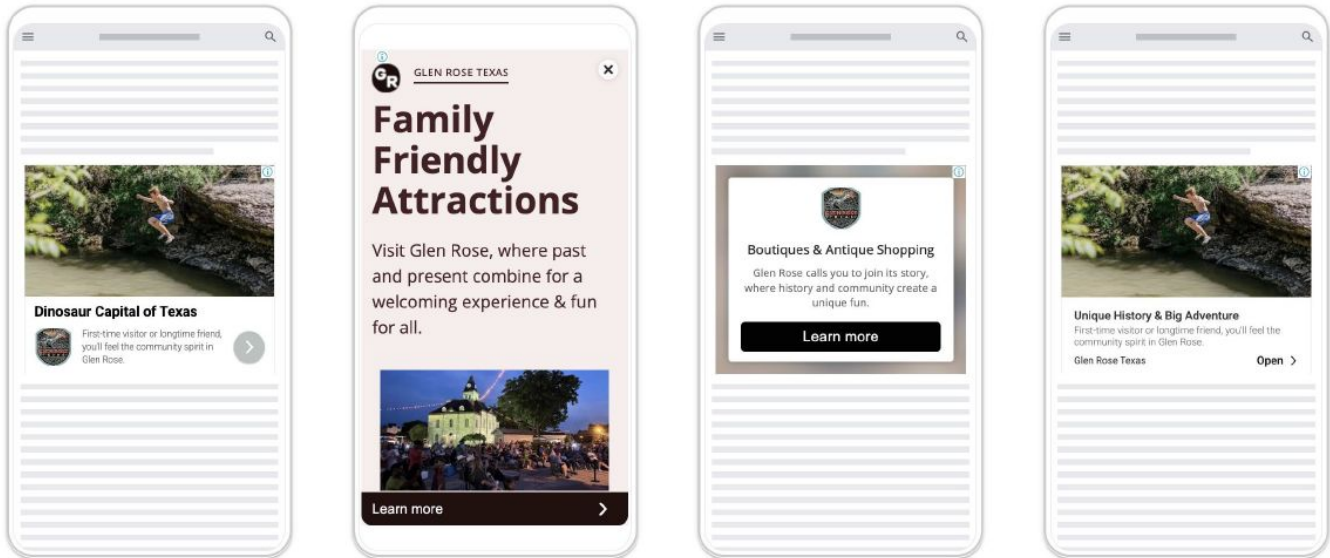 Dinosaur Capital of Texas
First-time visitor or longtime friend,
you'll feel the community spirit in
Glen Rose.
GR
GLEN ROSE TEXAS
Family
Friendly
Attractions
Visit Glen Rose, where past
and present combine for a
welcoming experience & fun
for all.
Learn more
Boutiques & Antique Shopping
Glen Rose calls you to join its story,
where history and community create a
unique fun.
Learn more
Unique History & Big Adventure
First-time visitor or longtime friend, you'll feel the
community spirit in Glen Rose.
Glen Rose Texas
Open